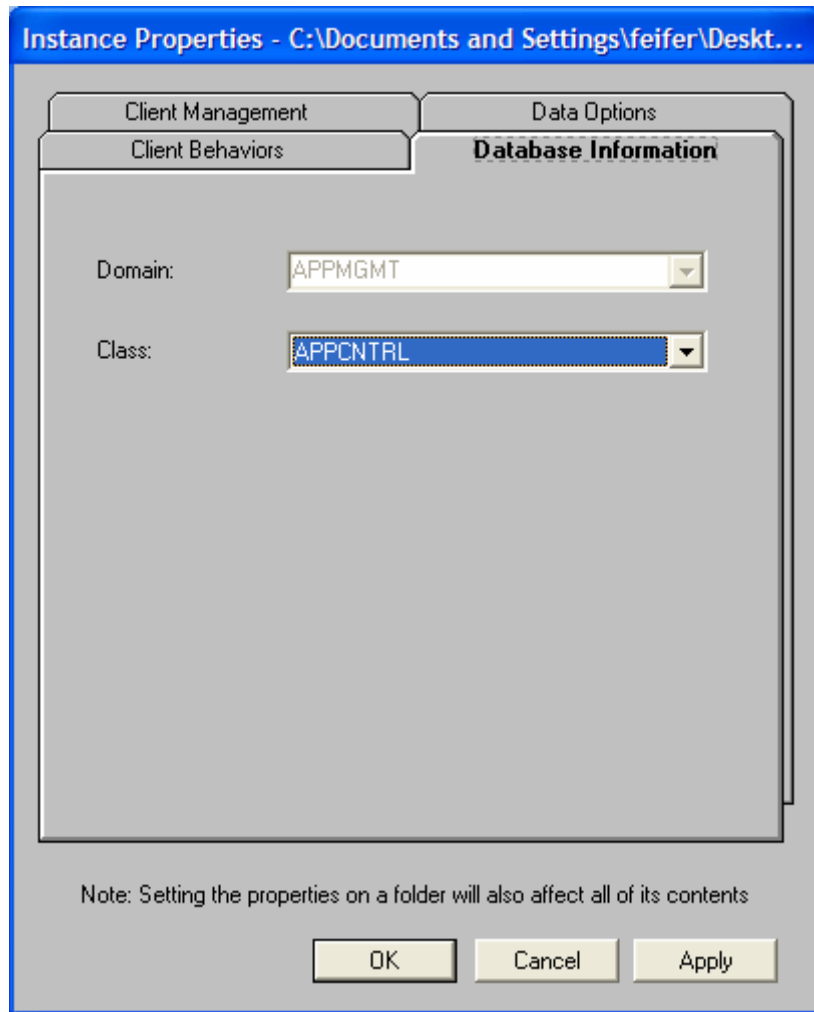 Instance Properties - C:\Documents and Settings\feifer\Deskt...
Client Management Data Options
Client Behaviors Database Information
Domain: APPMGMT
Class: APPCNTRL
Note: Setting the properties on a folder will also affect all of its contents
OK Cancel Apply